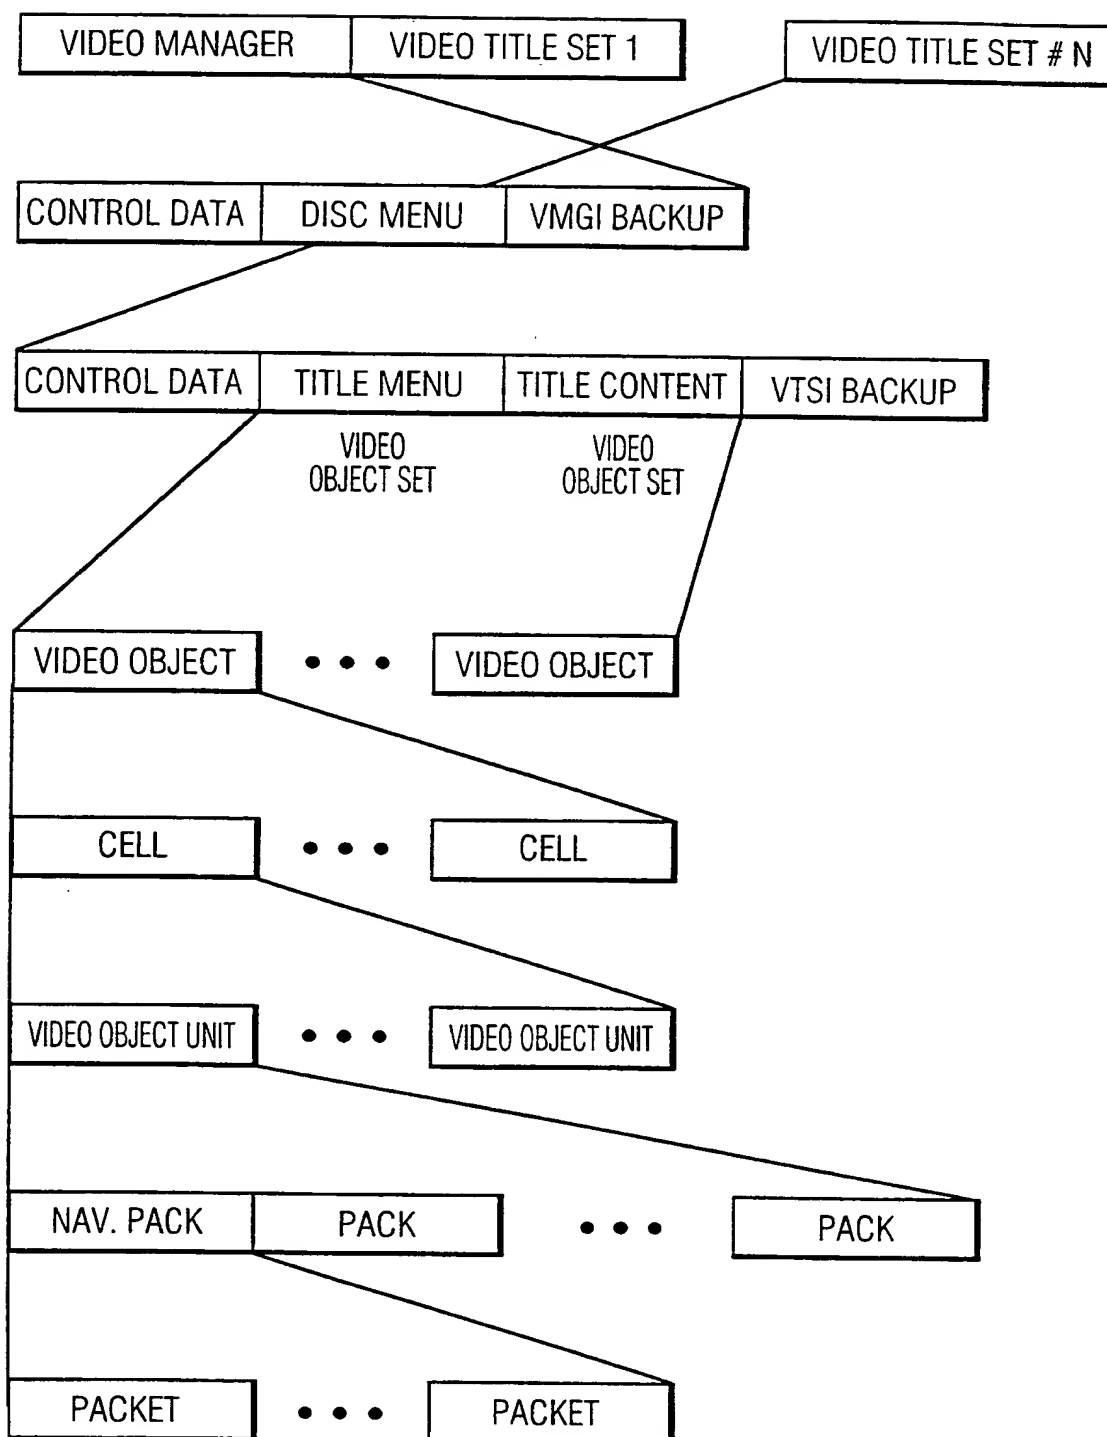 VIDEO MANAGER VIDEO TITLE SET 1 VIDEO TITLE SET # N
CONTROL DATA DISC MENU VMGI BACKUP
CONTROL DATA TITLE MENU TITLE CONTENT VTSI BACKUP
VIDEO VIDEO
OBJECT SET OBJECT SET
VIDEO OBJECT • • • VIDEO OBJECT
CELL • • • CELL
VIDEO OBJECT UNIT • • • VIDEO OBJECT UNIT
NAV. PACK PACK • • • PACK
PACKET • • • PACKET